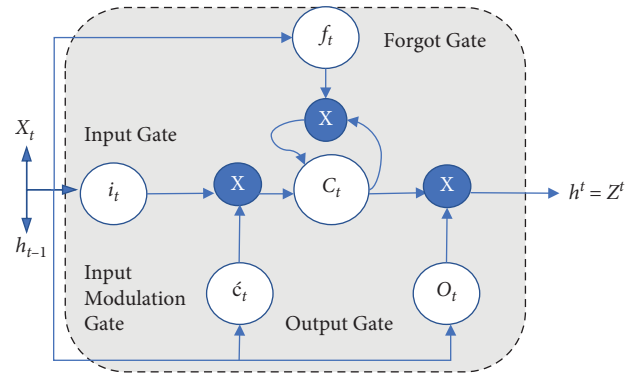 f_t
Forgot Gate
X
X_t
Input Gate
i_t
X
C_t
X
h^t = Z^t
h_{t–1}
Input
Modulation
Gate
ć_t
Output Gate
O_t